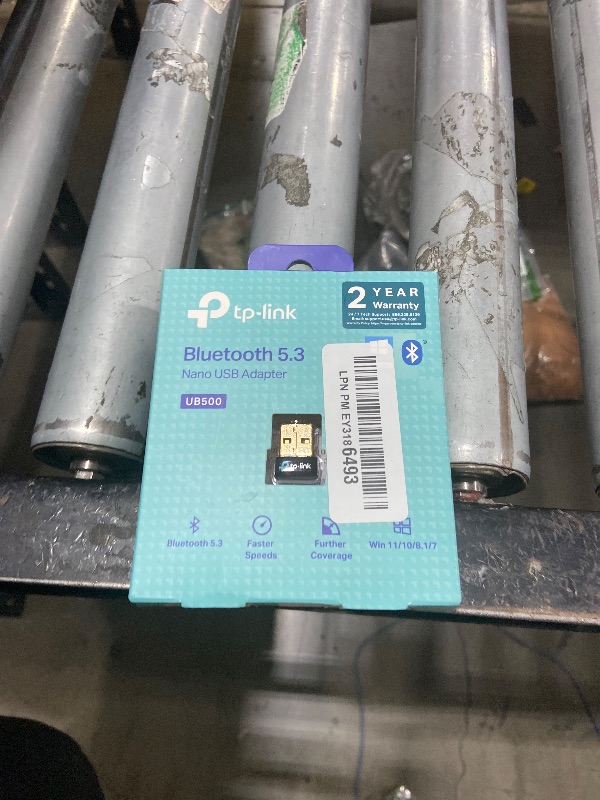 tp-link
2 YEAR
Warranty
Bluetooth 5.3
Nano USB Adapter
UB500
LPN PM EY3186493
tp-link
Bluetooth 5.3
Faster
Speeds
Further
Coverage
Win 11/10/8.1/7